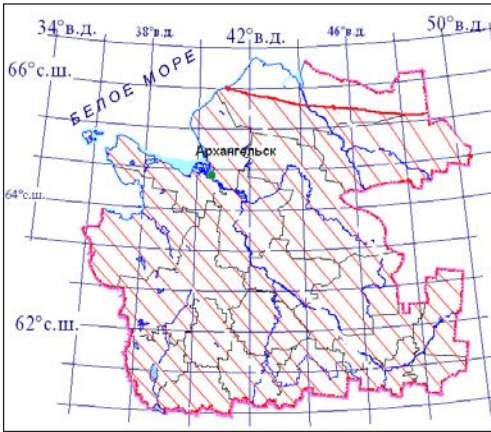 34°в.д.
38°в.д.
42°в.д.
46°в.д.
50°в.д.
66°с.ш.
БЕЛОЕ МОРЕ
Архангельск
64°с.ш.
62°с.ш.